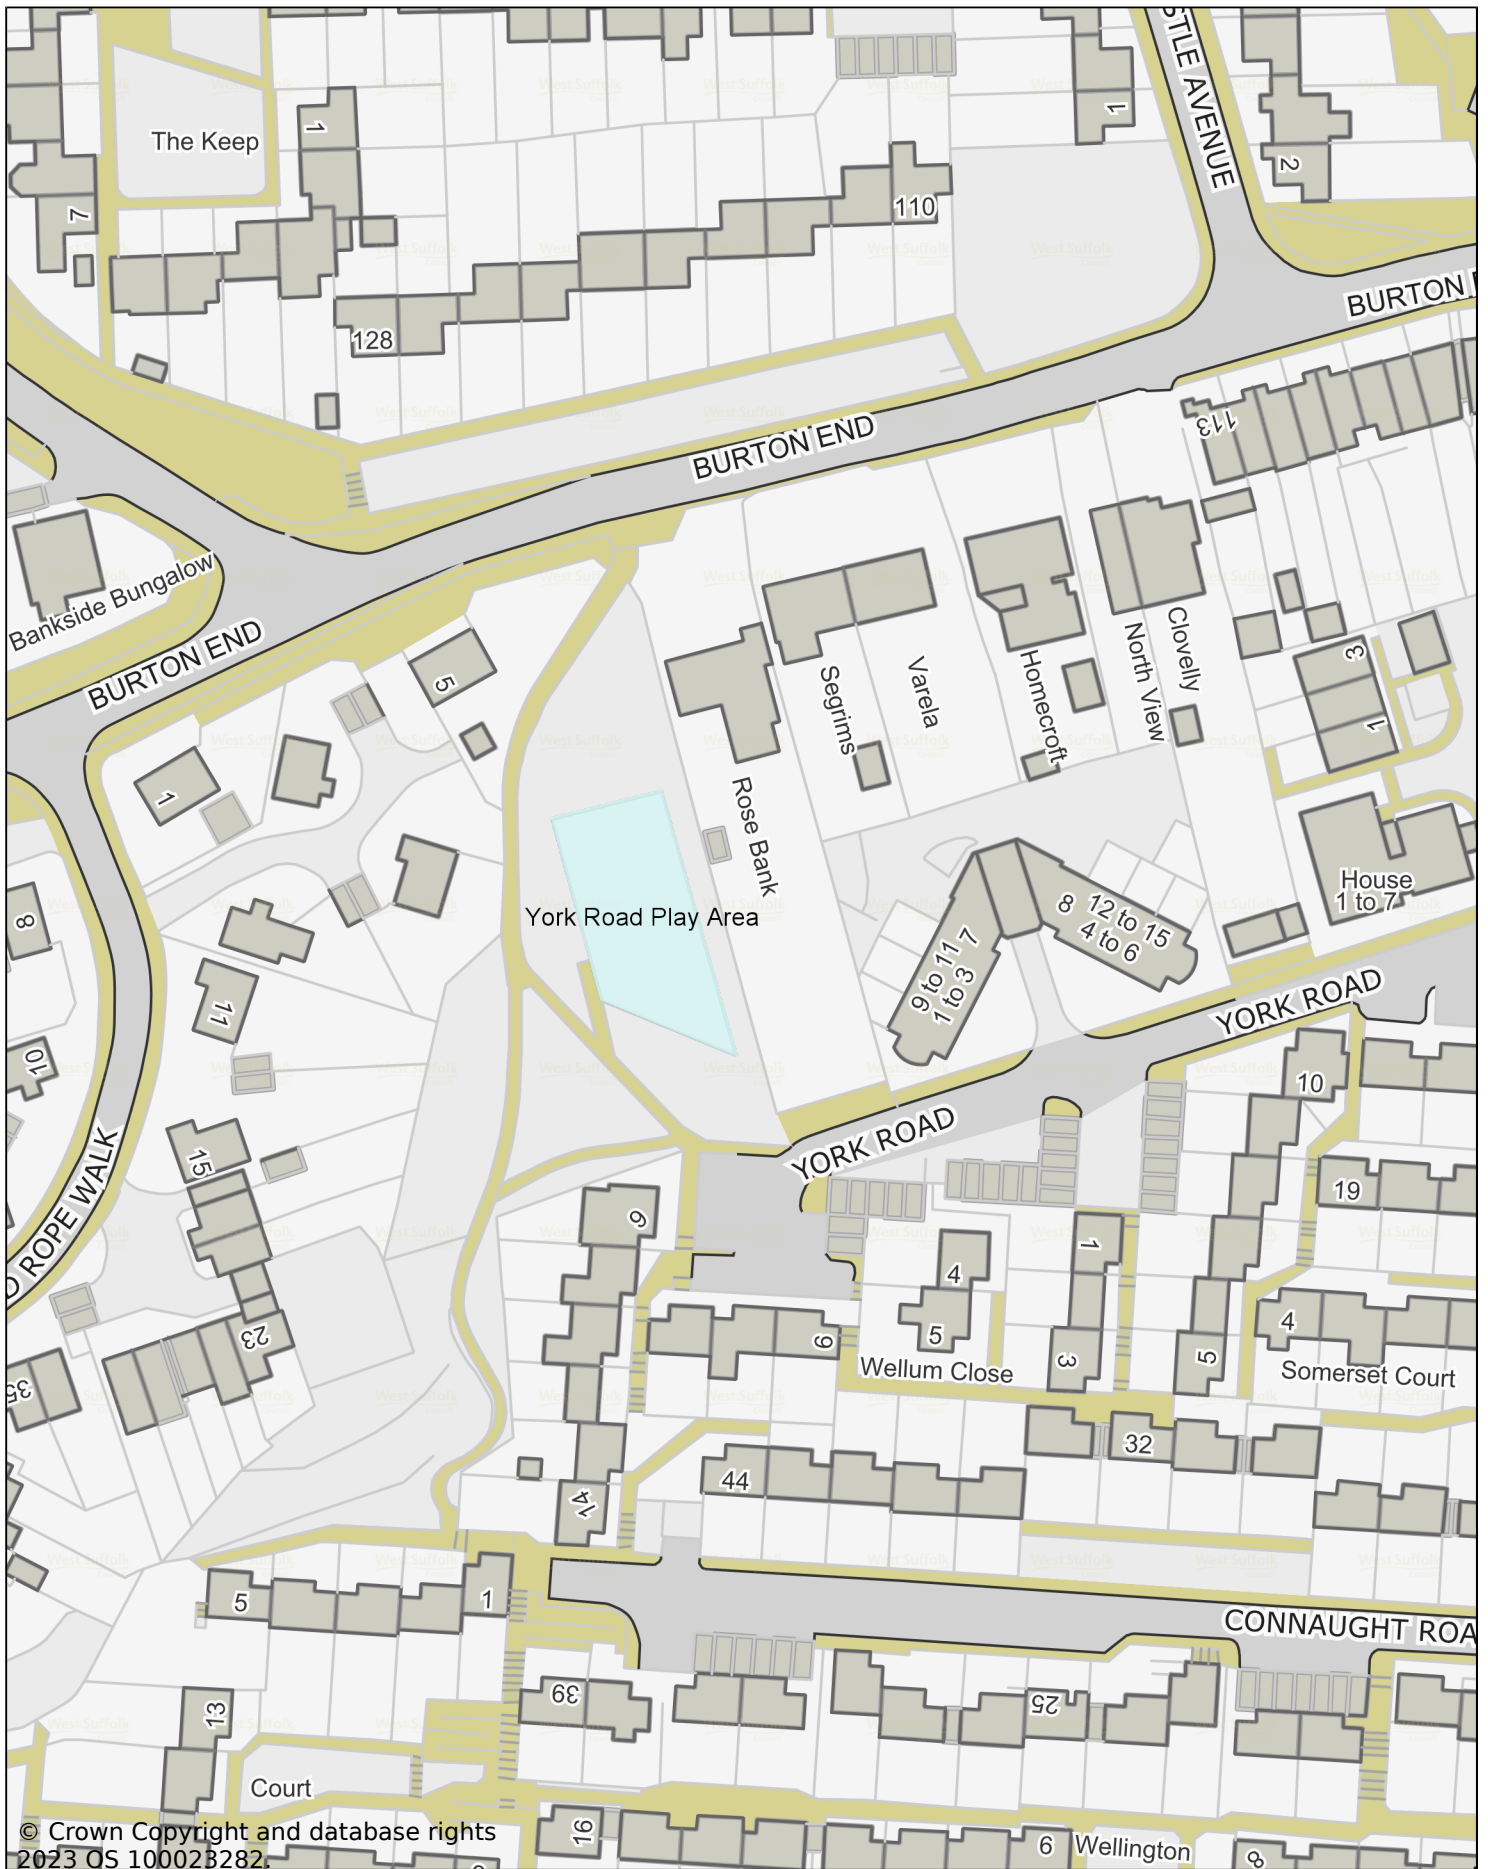 STLE AVENUE
The Keep
1
1
2
7
110
BURTON E
128
113
BURTON END
Bankside Bungalow
BURTON END
5
1
Segrims
Varela
Homecroft
North View
Clovelly
3
1
Rose Bank
House
1 to 7
8
York Road Play Area
8
12 to 15
4 to 6
9 to 11 7
1 to 3
11
10
YORK ROAD
10
YORK ROAD
15
ROPE WALK
19
9
1
4
5
9
3
5
4
23
35
Wellum Close
Somerset Court
32
44
14
5
1
CONNAUGHT ROA
39
25
13
Court
16
6
Wellington
8
© Crown Copyright and database rights
2023 OS 100023282.